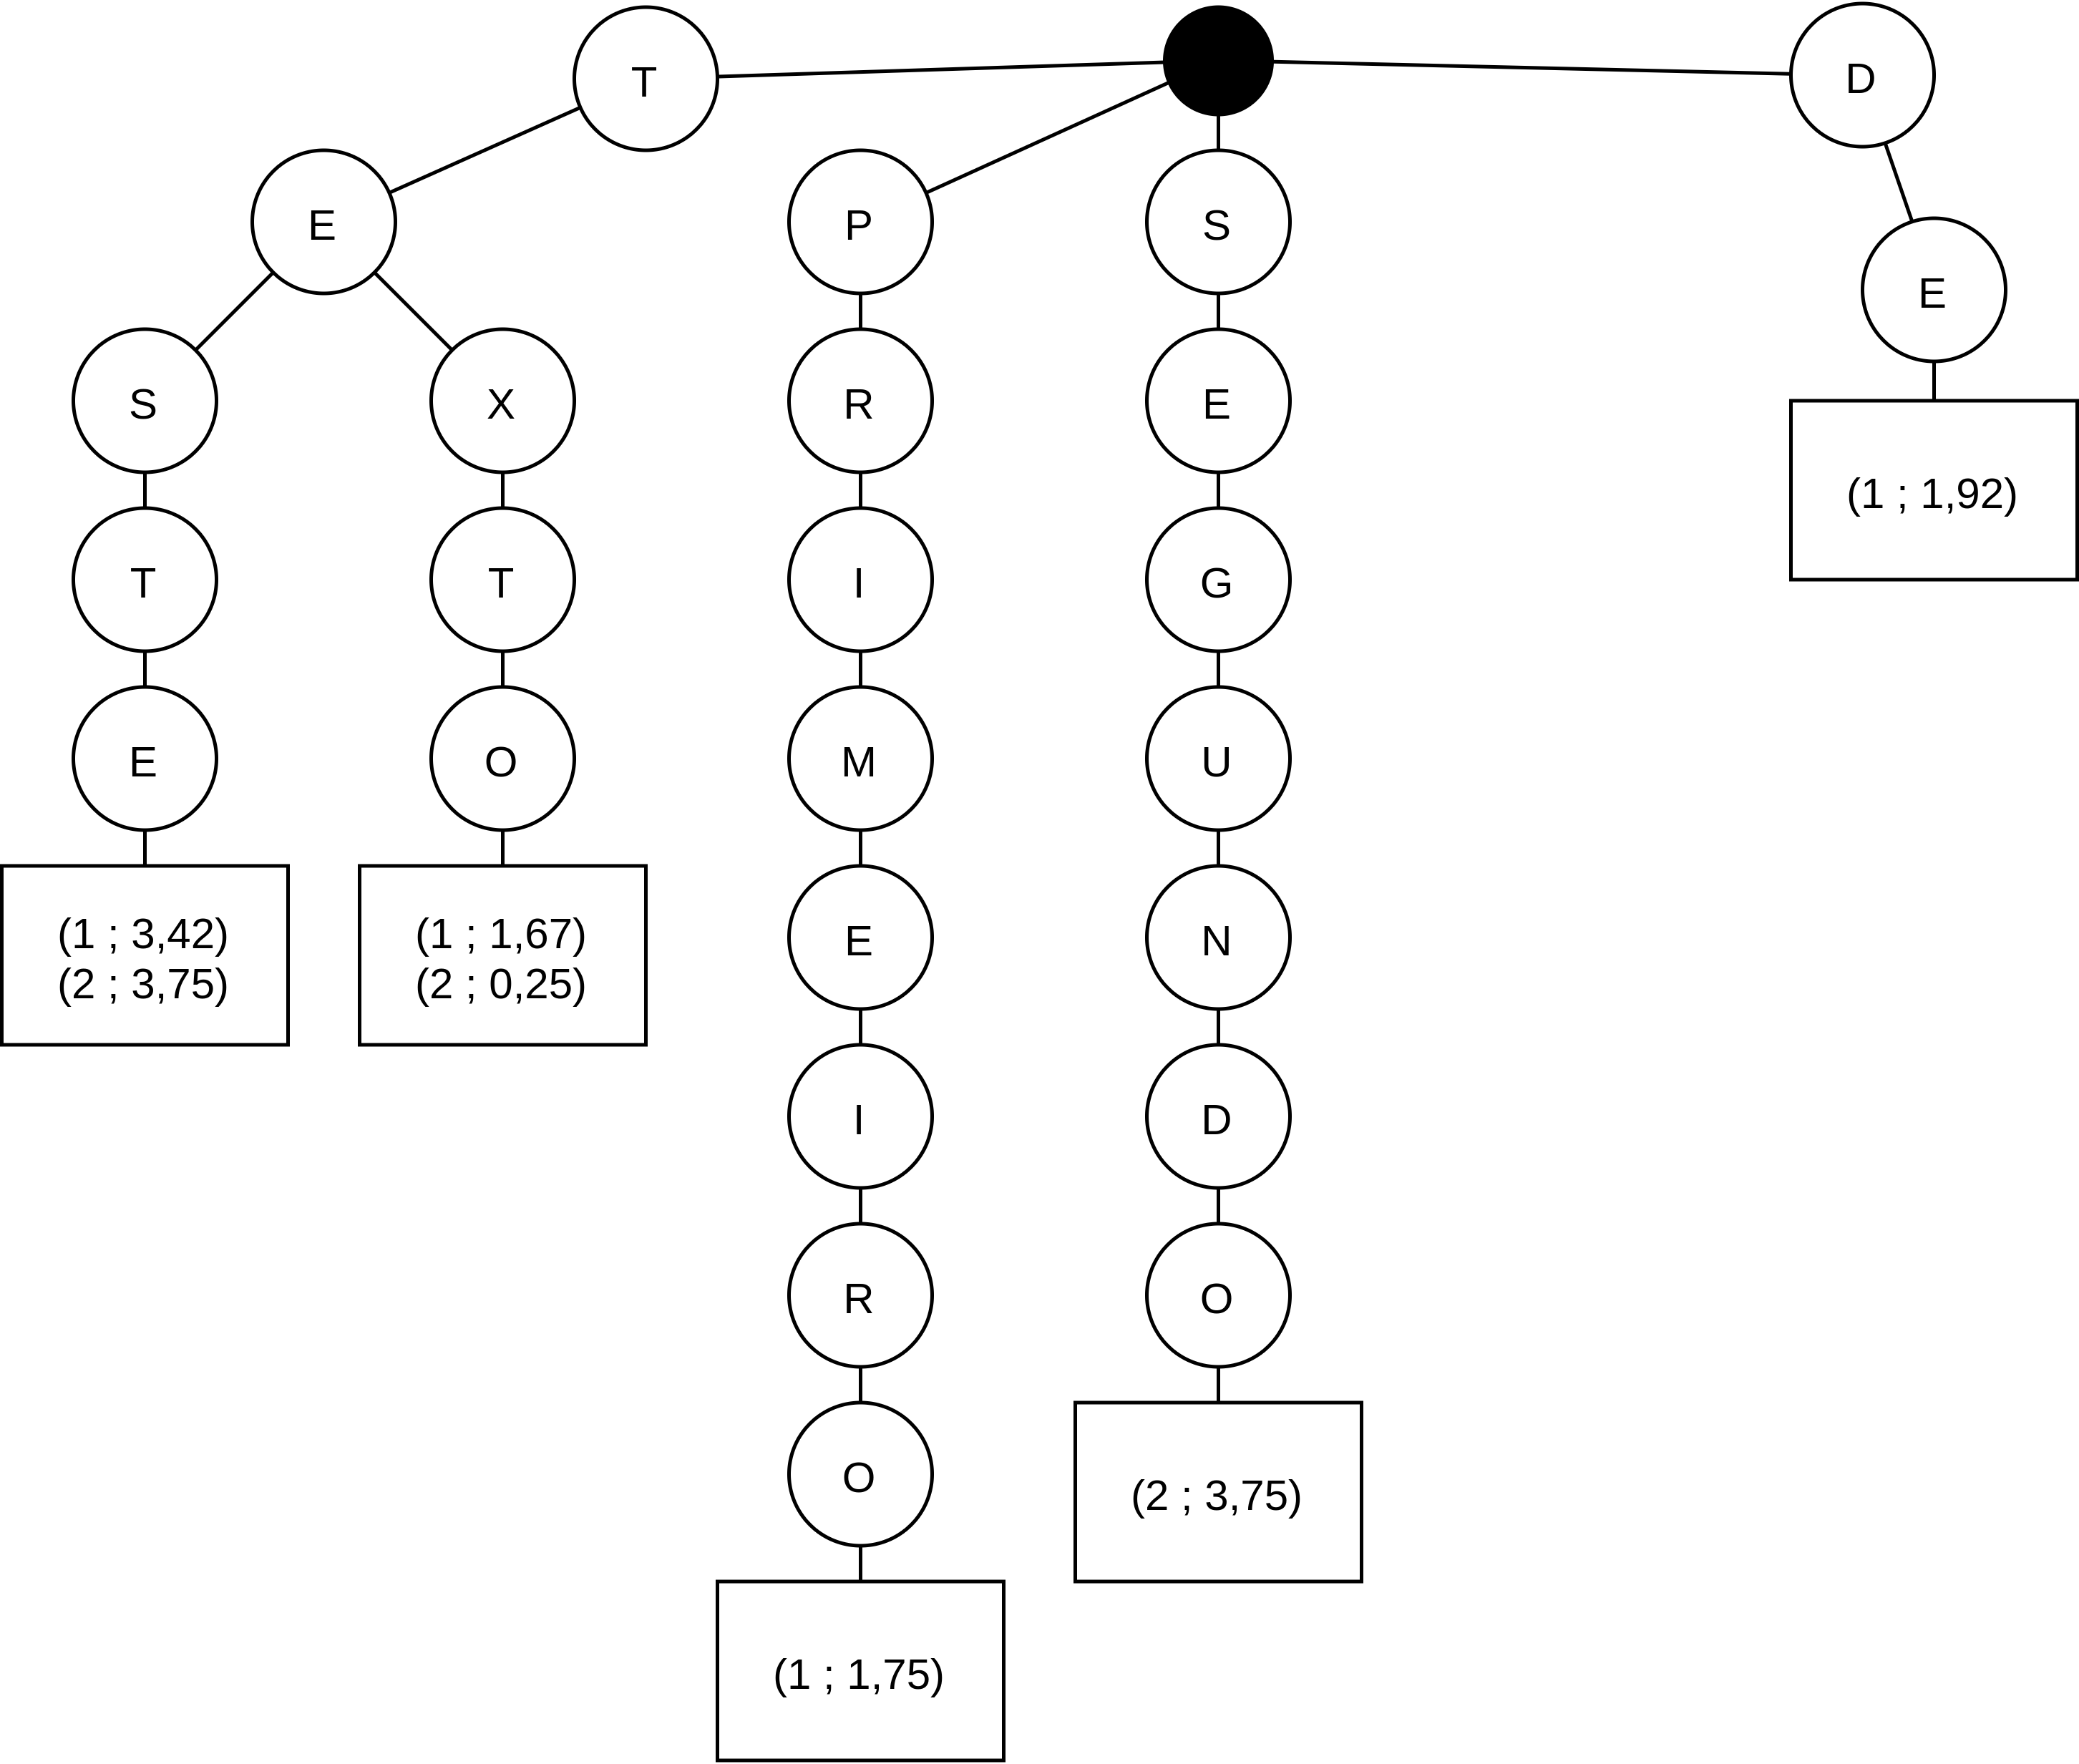 T
D
E
P
S
E
S
X
R
E
(1 ; 1,92)
T
T
I
G
E
O
M
U
(1 ; 3,42)
(2 ; 3,75)
(1 ; 1,67)
(2 ; 0,25)
E
N
I
D
R
O
O
(2 ; 3,75)
(1 ; 1,75)